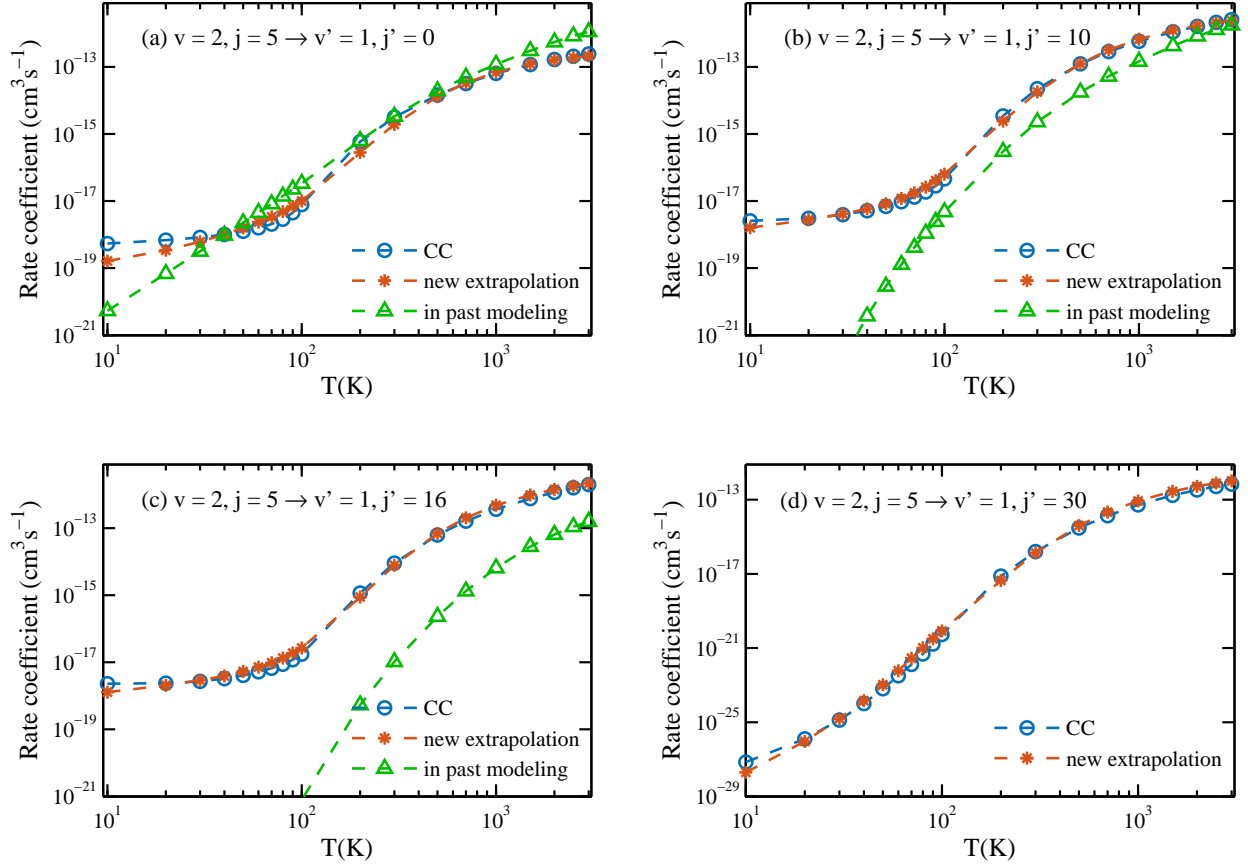 (a) v = 2, j = 5 → v' = 1, j' = 0
Rate coefficient (cm³s⁻¹)
10⁻¹³
10⁻¹⁵
10⁻¹⁷
10⁻¹⁹
10⁻²¹
CC
new extrapolation
in past modeling
10¹
10²
10³
T(K)
(b) v = 2, j = 5 → v' = 1, j' = 10
Rate coefficient (cm³s⁻¹)
10⁻¹³
10⁻¹⁵
10⁻¹⁷
10⁻¹⁹
10⁻²¹
CC
new extrapolation
in past modeling
10¹
10²
10³
T(K)
(c) v = 2, j = 5 → v' = 1, j' = 16
Rate coefficient (cm³s⁻¹)
10⁻¹³
10⁻¹⁵
10⁻¹⁷
10⁻¹⁹
10⁻²¹
CC
new extrapolation
in past modeling
10¹
10²
10³
T(K)
(d) v = 2, j = 5 → v' = 1, j' = 30
Rate coefficient (cm³s⁻¹)
10⁻¹³
10⁻¹⁷
10⁻²¹
10⁻²⁵
10⁻²⁹
CC
new extrapolation
10¹
10²
10³
T(K)